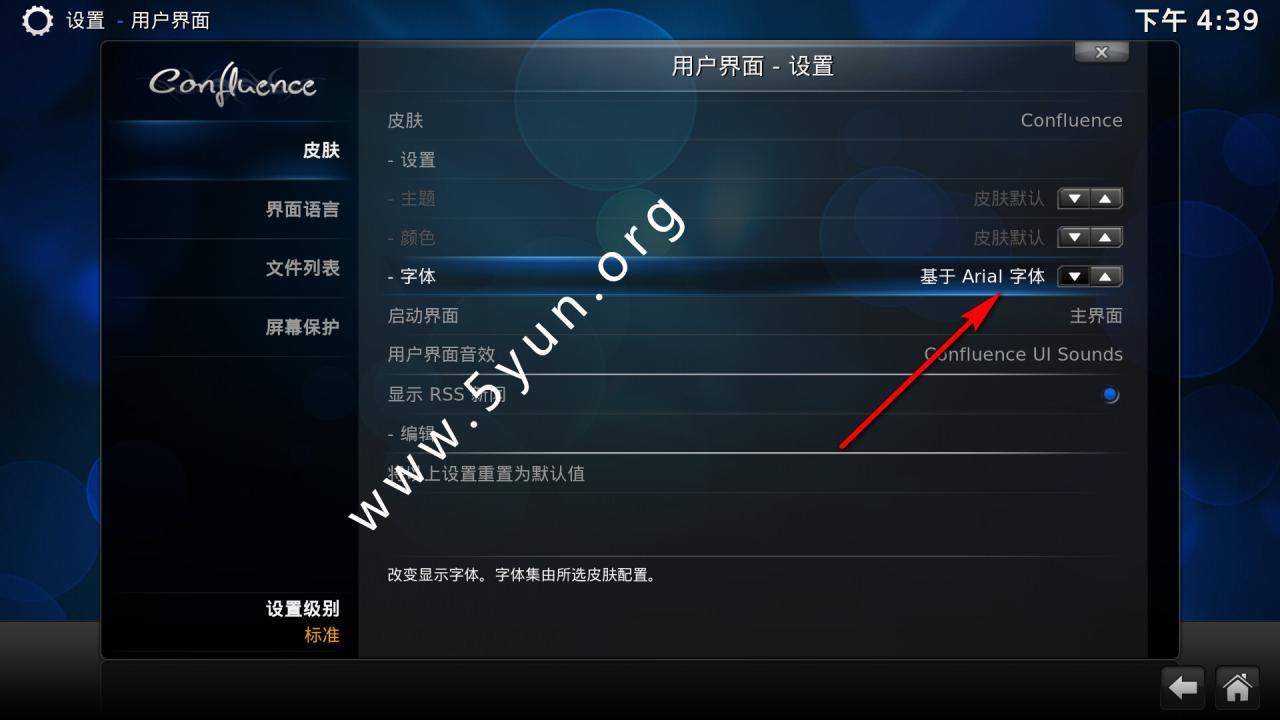 设置 - 用户界面
下午 4:39
Confluence
用户界面 - 设置
皮肤
界面语言
文件列表
屏幕保护
皮肤 Confluence
- 设置
- 主题 皮肤默认
- 颜色 皮肤默认
- 字体 基于 Arial 字体
启动界面 主界面
用户界面音效 Confluence UI Sounds
显示 RSS 新闻
- 编辑
将以上设置重置为默认值
改变显示字体。字体集由所选皮肤配置。
设置级别
标准
www.5yun.org